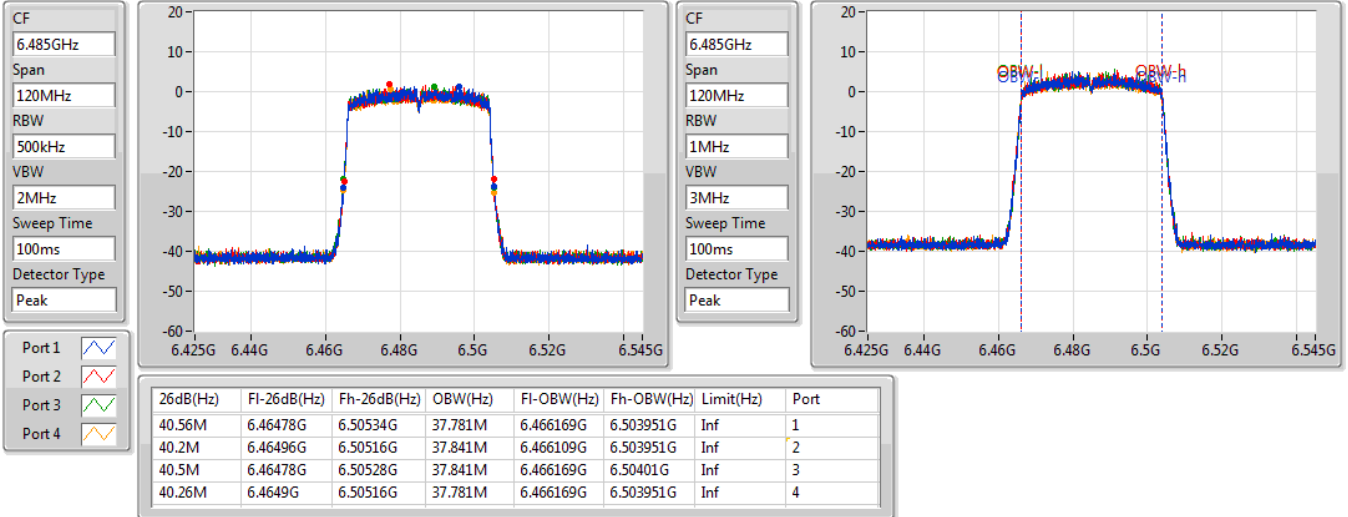 CF
6.485GHz
Span
120MHz
RBW
500kHz
VBW
2MHz
Sweep Time
100ms
Detector Type
Peak
20
10
0
-10
-20
-30
-40
-50
-60
6.425G 6.44G 6.46G 6.48G 6.5G 6.52G 6.545G
CF
6.485GHz
Span
120MHz
RBW
1MHz
VBW
3MHz
Sweep Time
100ms
Detector Type
Peak
20
10
0
-10
-20
-30
-40
-50
-60
OBW-l OBW-h
6.425G 6.44G 6.46G 6.48G 6.5G 6.52G 6.545G
Port 1
Port 2
Port 3
Port 4
26dB(Hz) Fl-26dB(Hz) Fh-26dB(Hz) OBW(Hz) Fl-OBW(Hz) Fh-OBW(Hz) Limit(Hz) Port
40.56M 6.46478G 6.50534G 37.781M 6.466169G 6.503951G Inf 1
40.2M 6.46496G 6.50516G 37.841M 6.466109G 6.503951G Inf 2
40.5M 6.46478G 6.50528G 37.841M 6.466169G 6.50401G Inf 3
40.26M 6.4649G 6.50516G 37.781M 6.466169G 6.503951G Inf 4